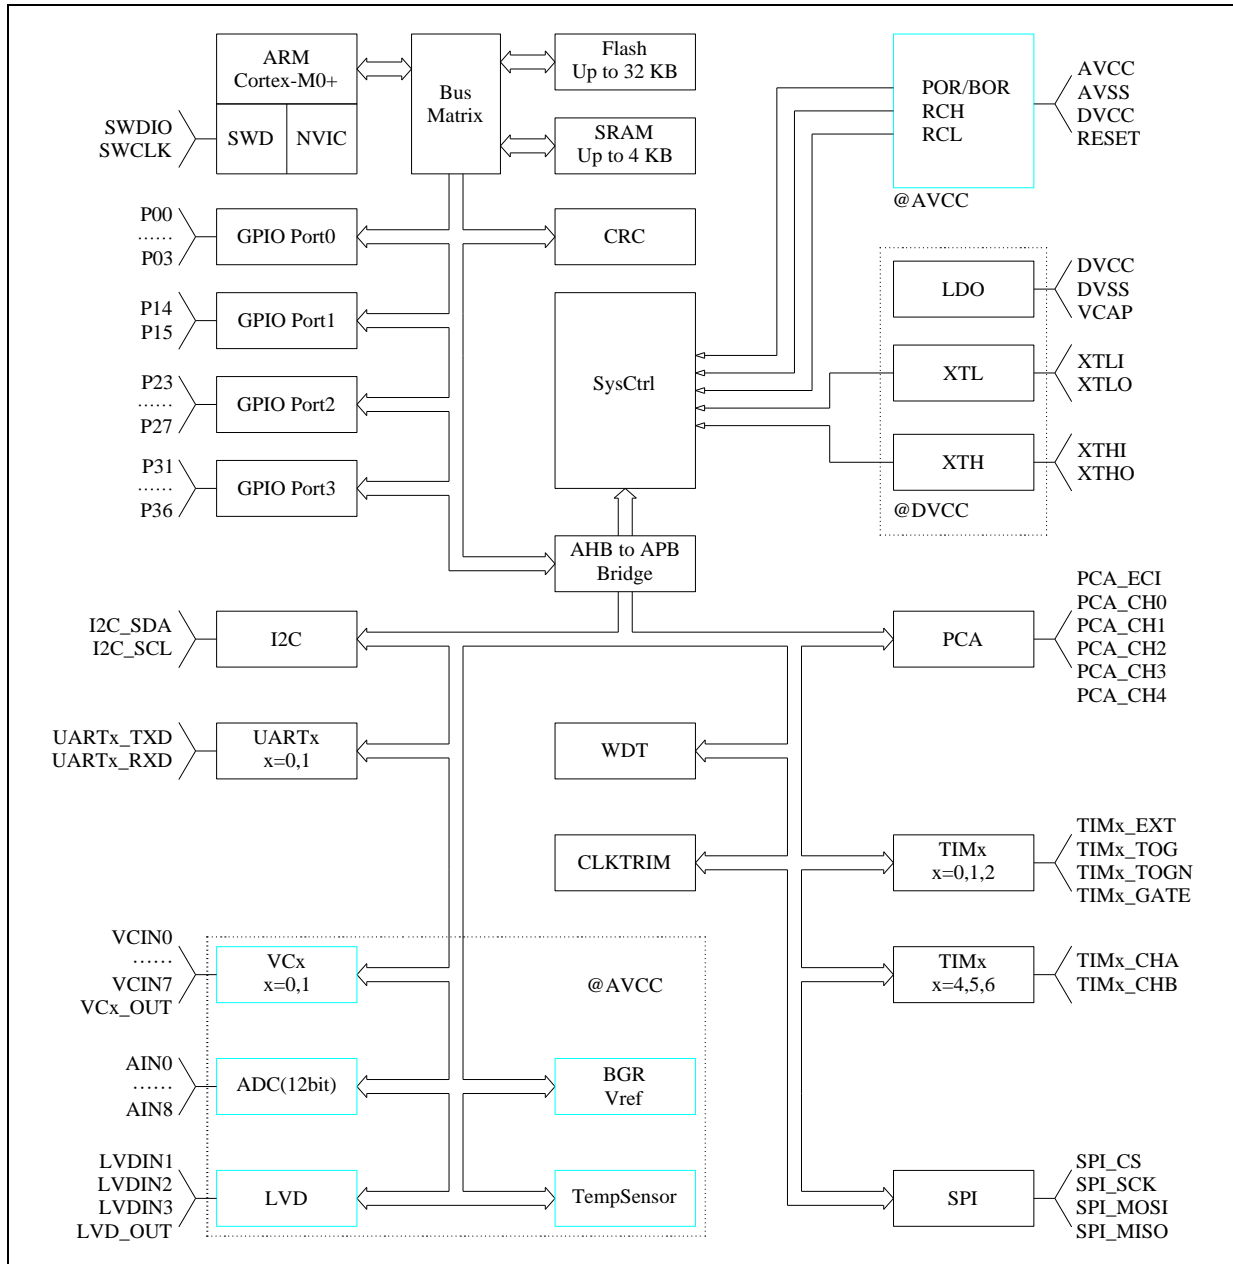 ARM
Cortex-M0+
SWD
NVIC
SWDIO
SWCLK
Bus
Matrix
Flash
Up to 32 KB
SRAM
Up to 4 KB
POR/BOR
RCH
RCL
@AVCC
AVCC
AVSS
DVCC
RESET
P00
......
P03
GPIO Port0
CRC
P14
P15
GPIO Port1
P23
......
P27
GPIO Port2
P31
......
P36
GPIO Port3
SysCtrl
LDO
DVCC
DVSS
VCAP
XTL
XTLI
XTLO
XTH
XTHI
XTHO
@DVCC
AHB to APB
Bridge
I2C_SDA
I2C_SCL
I2C
PCA
PCA_ECI
PCA_CH0
PCA_CH1
PCA_CH2
PCA_CH3
PCA_CH4
UARTx_TXD
UARTx_RXD
UARTx
x=0,1
WDT
CLKTRIM
TIMx
x=0,1,2
TIMx_EXT
TIMx_TOG
TIMx_TOGN
TIMx_GATE
VCIN0
......
VCIN7
VCx_OUT
VCx
x=0,1
@AVCC
TIMx
x=4,5,6
TIMx_CHA
TIMx_CHB
AIN0
......
AIN8
ADC(12bit)
BGR
Vref
LVDIN1
LVDIN2
LVDIN3
LVD_OUT
LVD
TempSensor
SPI
SPI_CS
SPI_SCK
SPI_MOSI
SPI_MISO